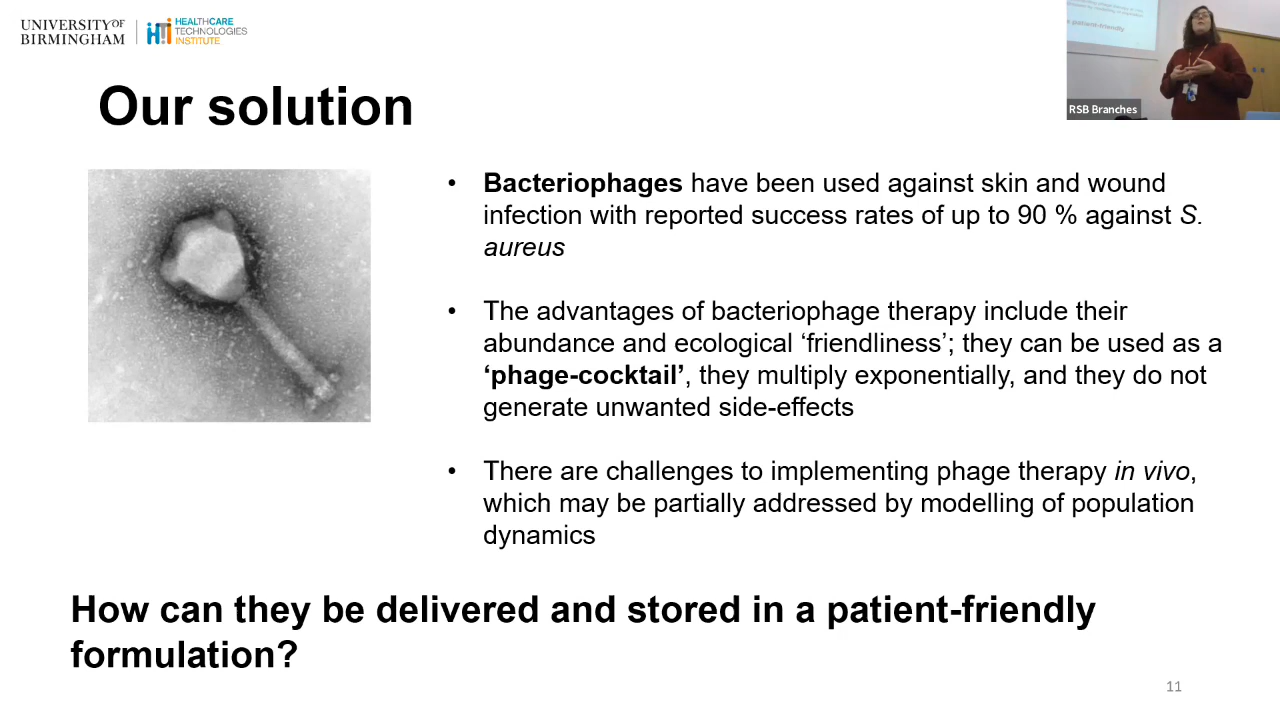 UNIVERSITY OF
BIRMINGHAM
HEALTHCARE
TECHNOLOGIES
INSTITUTE
patient-friendly
RSB Branches
Our solution
• Bacteriophages have been used against skin and wound
infection with reported success rates of up to 90 % against S.
aureus
• The advantages of bacteriophage therapy include their
abundance and ecological ‘friendliness’; they can be used as a
‘phage-cocktail’, they multiply exponentially, and they do not
generate unwanted side-effects
• There are challenges to implementing phage therapy in vivo,
which may be partially addressed by modelling of population
dynamics
How can they be delivered and stored in a patient-friendly
formulation?
11